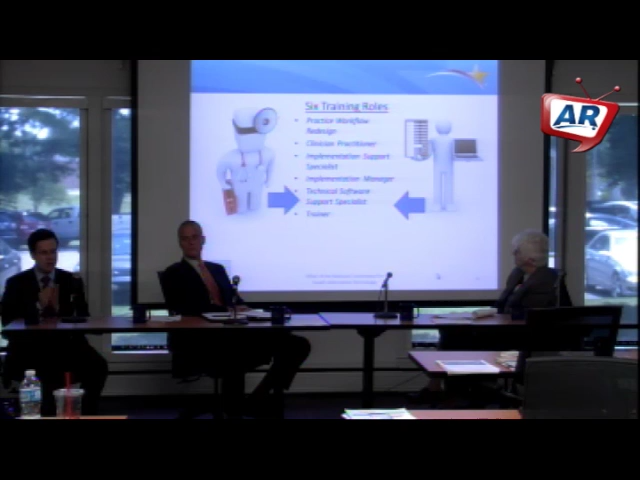 AR
Six Training Roles
• Practice Workflow
Redesign
• Clinician Practitioner
• Implementation Support
Specialist
• Implementation Manager
• Technical Software
Support Specialist
• Trainer